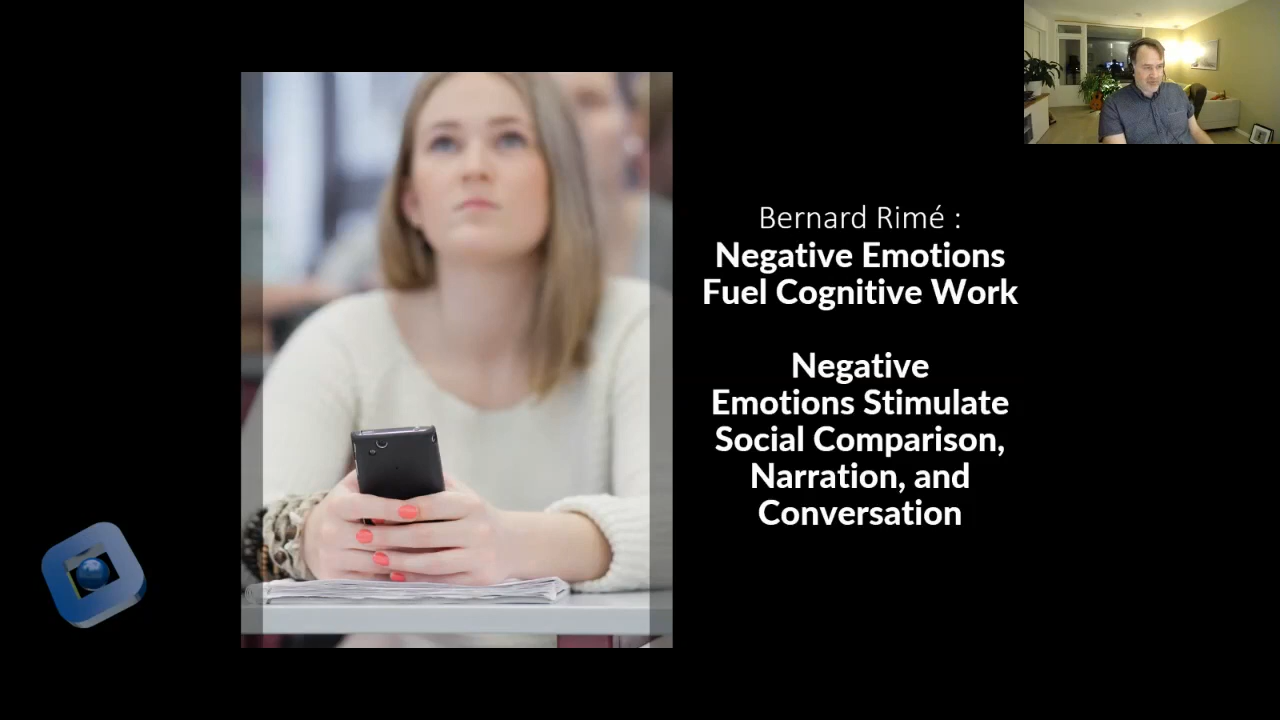 Bernard Rimé :
Negative Emotions
Fuel Cognitive Work
Negative
Emotions Stimulate
Social Comparison,
Narration, and
Conversation